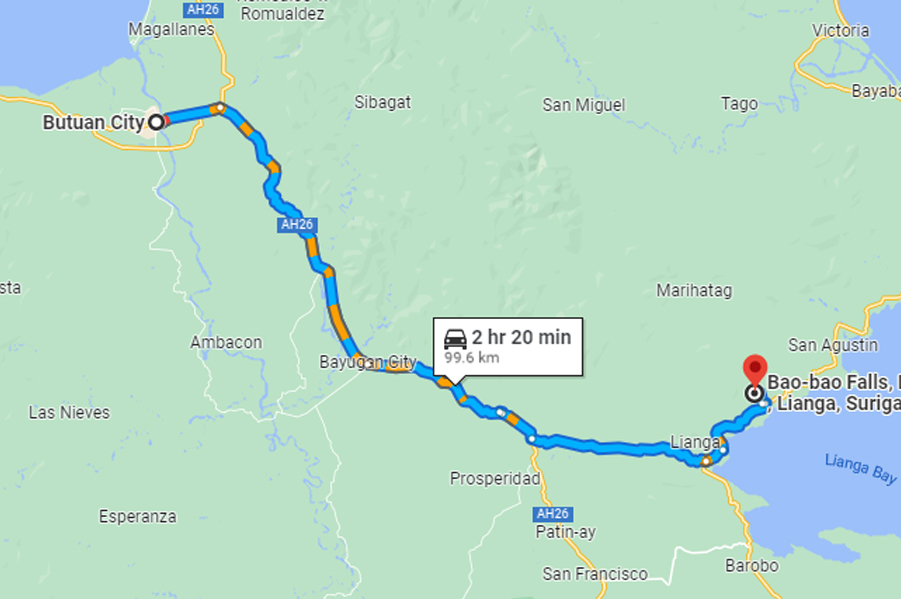 AH26
Romualdez
Magallanes
Victoria
Sibagat
San Miguel
Tago
Butuan City
AH26
Marihatag
2 hr 20 min
99.6 km
Ambacon
San Agustin
Bayugan City
Bao-bao Falls,
, Lianga,
Las Nieves
Lianga
Lianga Bay
Prosperidad
Esperanza
AH26
Patin-ay
San Francisco
Barobo